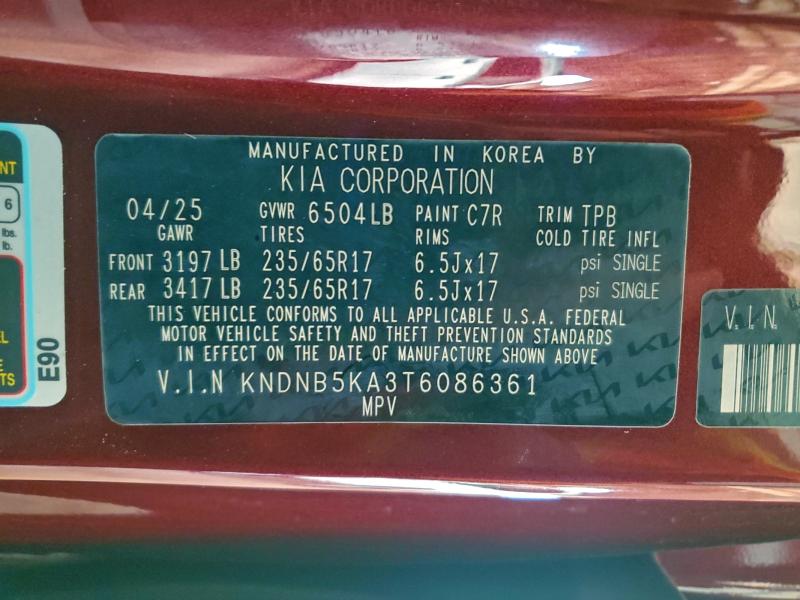 MANUFACTURED IN KOREA BY
KIA CORPORATION
04/25 GVWR 6504LB PAINT C7R TRIM TPB
GAWR TIRES RIMS COLD TIRE INFL
FRONT 3197 LB 235/65R17 6.5Jx17 psi SINGLE
REAR 3417 LB 235/65R17 6.5Jx17 psi SINGLE
THIS VEHICLE CONFORMS TO ALL APPLICABLE U.S.A. FEDERAL
MOTOR VEHICLE SAFETY AND THEFT PREVENTION STANDARDS
IN EFFECT ON THE DATE OF MANUFACTURE SHOWN ABOVE
V.I.N KNDNB5KA3T6086361
MPV
6
lbs.
lb.
E90
V.I.N